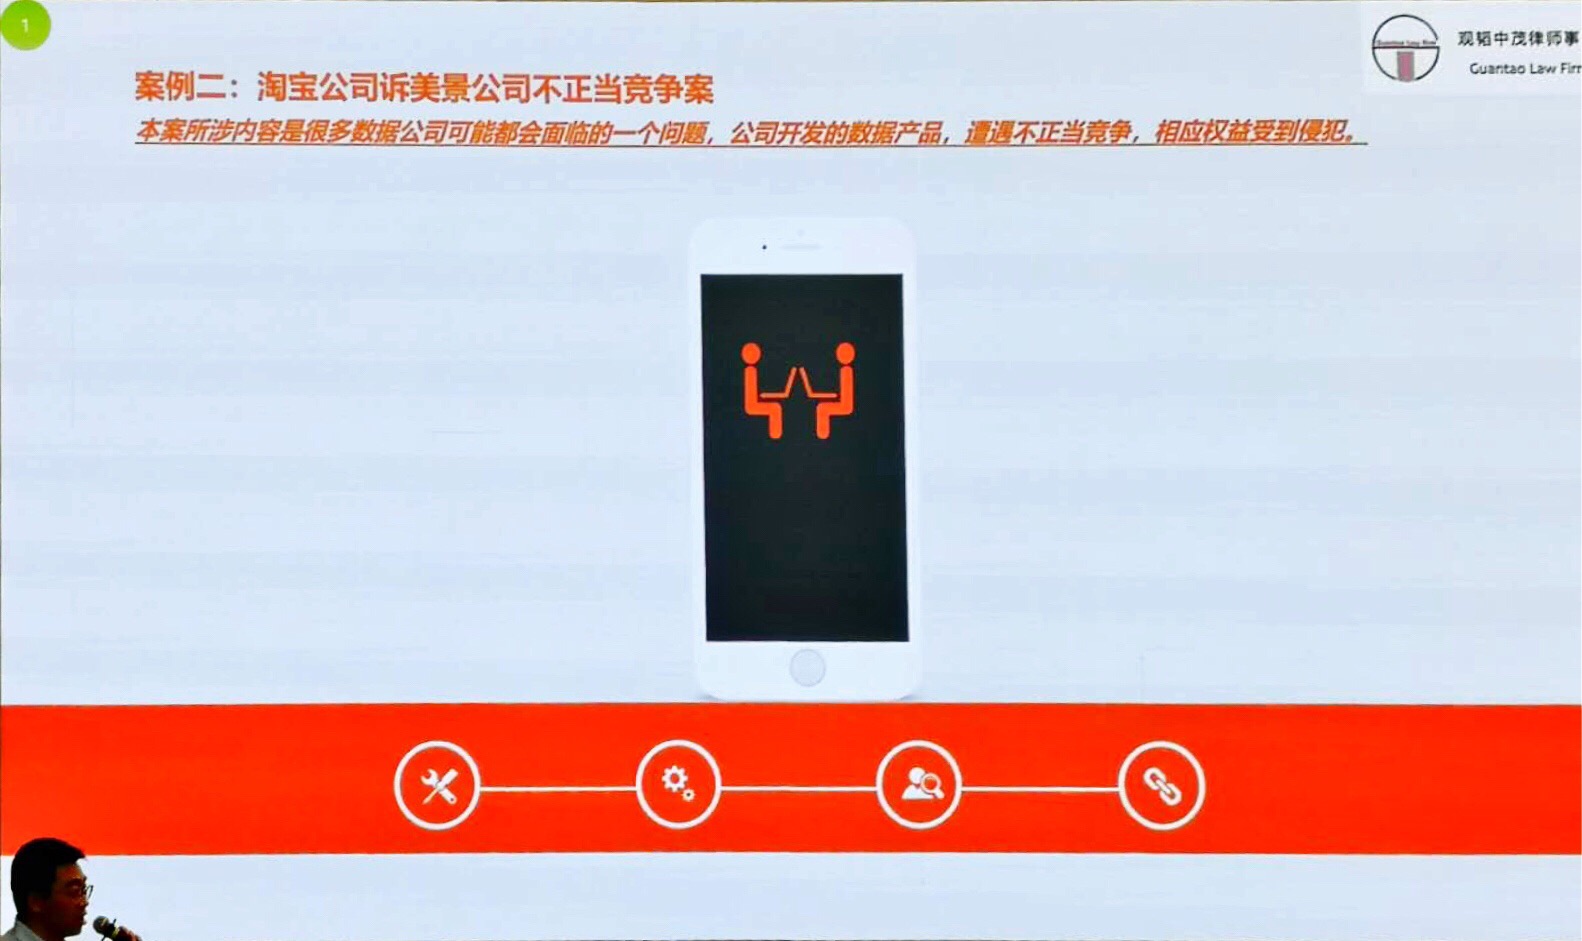 1
观韬中茂律师事
Guantao Law Fir
案例二：淘宝公司诉美景公司不正当竞争案
本案所涉内容是很多数据公司可能都会面临的一个问题，公司开发的数据产品，遭遇不正当竞争，相应权益受到侵犯。